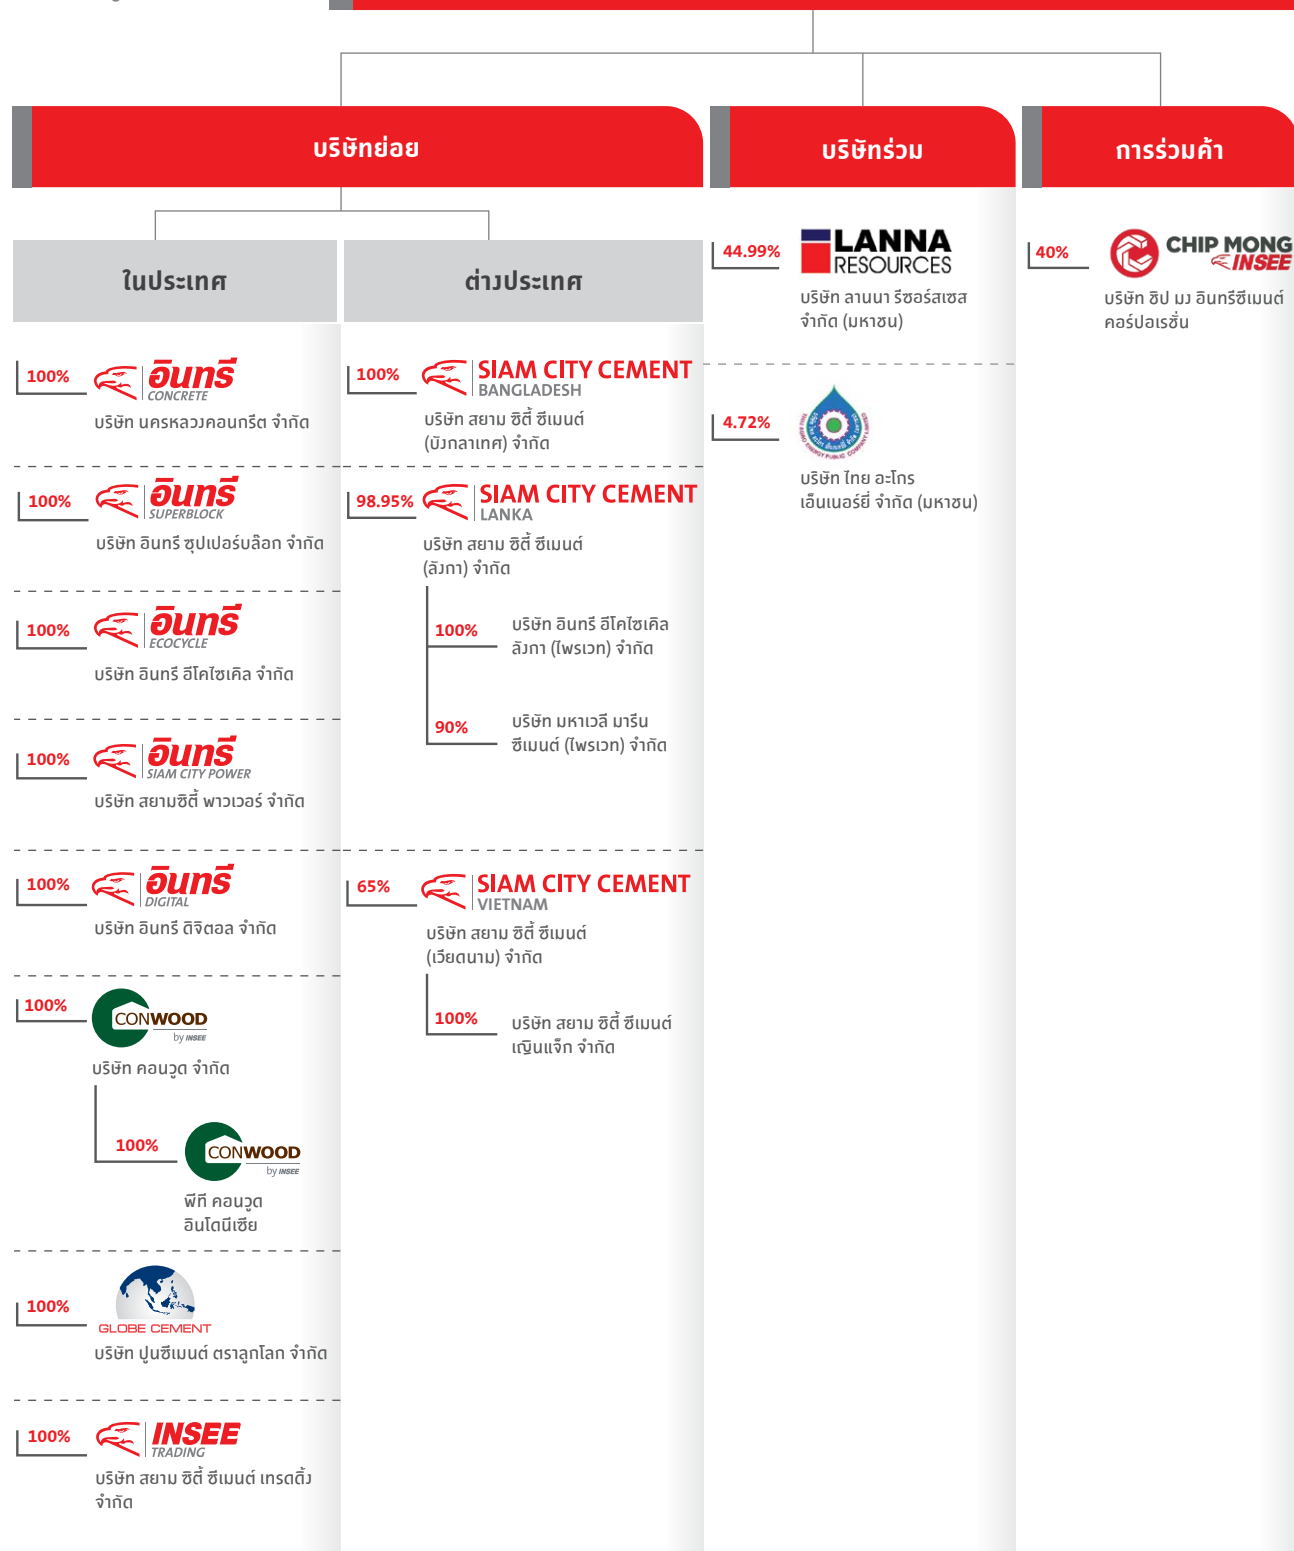 บริษัทย่อย
บริษัทร่วม
การร่วมค้า
ในประเทศ
ต่างประเทศ
100%
อินทรี
CONCRETE
บริษัท นครหลวงคอนกรีต จำกัด
100%
อินทรี
SUPERBLOCK
บริษัท อินทรี ซุปเปอร์บล๊อก จำกัด
100%
อินทรี
ECOCYCLE
บริษัท อินทรี อีโคไซเคิล จำกัด
100%
อินทรี
SIAM CITY POWER
บริษัท สยามซิตี้ พาวเวอร์ จำกัด
100%
อินทรี
DIGITAL
บริษัท อินทรี ดิจิตอล จำกัด
100%
CONWOOD
by INSEE
บริษัท คอนวูด จำกัด
100%
CONWOOD
by INSEE
พีที คอนวูด
อินโดนีเซีย
100%
GLOBE CEMENT
บริษัท ปูนซีเมนต์ ตราลูกโลก จำกัด
100%
INSEE
TRADING
บริษัท สยาม ซิตี้ ซีเมนต์ เทรดดิ้ง
จำกัด
100%
SIAM CITY CEMENT
BANGLADESH
บริษัท สยาม ซิตี้ ซีเมนต์
(บังกลาเทศ) จำกัด
98.95%
SIAM CITY CEMENT
LANKA
บริษัท สยาม ซิตี้ ซีเมนต์
(ลังกา) จำกัด
100%
บริษัท อินทรี อีโคไซเคิล
ลังกา (ไพรเวท) จำกัด
90%
บริษัท มหาเวลี มารีน
ซีเมนต์ (ไพรเวท) จำกัด
65%
SIAM CITY CEMENT
VIETNAM
บริษัท สยาม ซิตี้ ซีเมนต์
(เวียดนาม) จำกัด
100%
บริษัท สยาม ซิตี้ ซีเมนต์
เญินแจ็ก จำกัด
44.99%
LANNA
RESOURCES
บริษัท ลานนา รีซอร์สเซส
จำกัด (มหาชน)
4.72%
บริษัท ไทย อะโกร
เอ็นเนอร์ยี่ จำกัด (มหาชน)
40%
CHIP MONG
INSEE
บริษัท ชิป มง อินทรีซีเมนต์
คอร์ปอเรชั่น